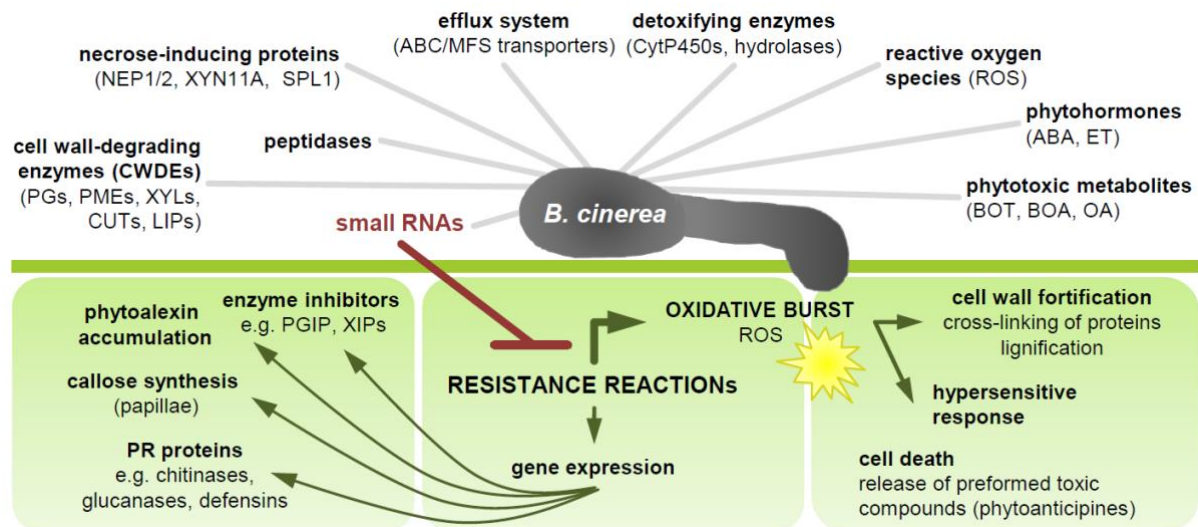 efflux system
(ABC/MFS transporters)
detoxifying enzymes
(CytP450s, hydrolases)
necrose-inducing proteins
(NEP1/2, XYN11A, SPL1)
reactive oxygen
species (ROS)
phytohormones
(ABA, ET)
peptidases
cell wall-degrading
enzymes (CWDEs)
(PGs, PMEs, XYLs,
CUTs, LIPs)
phytotoxic metabolites
(BOT, BOA, OA)
B. cinerea
small RNAs
phytoalexin
accumulation
enzyme inhibitors
e.g. PGIP, XIPs
callose synthesis
(papillae)
PR proteins
e.g. chitinases,
glucanases, defensins
OXIDATIVE BURST
ROS
RESISTANCE REACTIONs
gene expression
cell wall fortification
cross-linking of proteins
lignification
hypersensitive
response
cell death
release of preformed toxic
compounds (phytoanticipines)